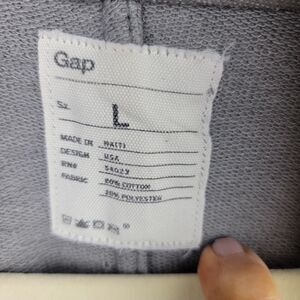 Gap
Sz. L
MADE IN HAITI
DESIGN USA
RN# 54023
FABRIC 80% COTTON
20% POLYESTER